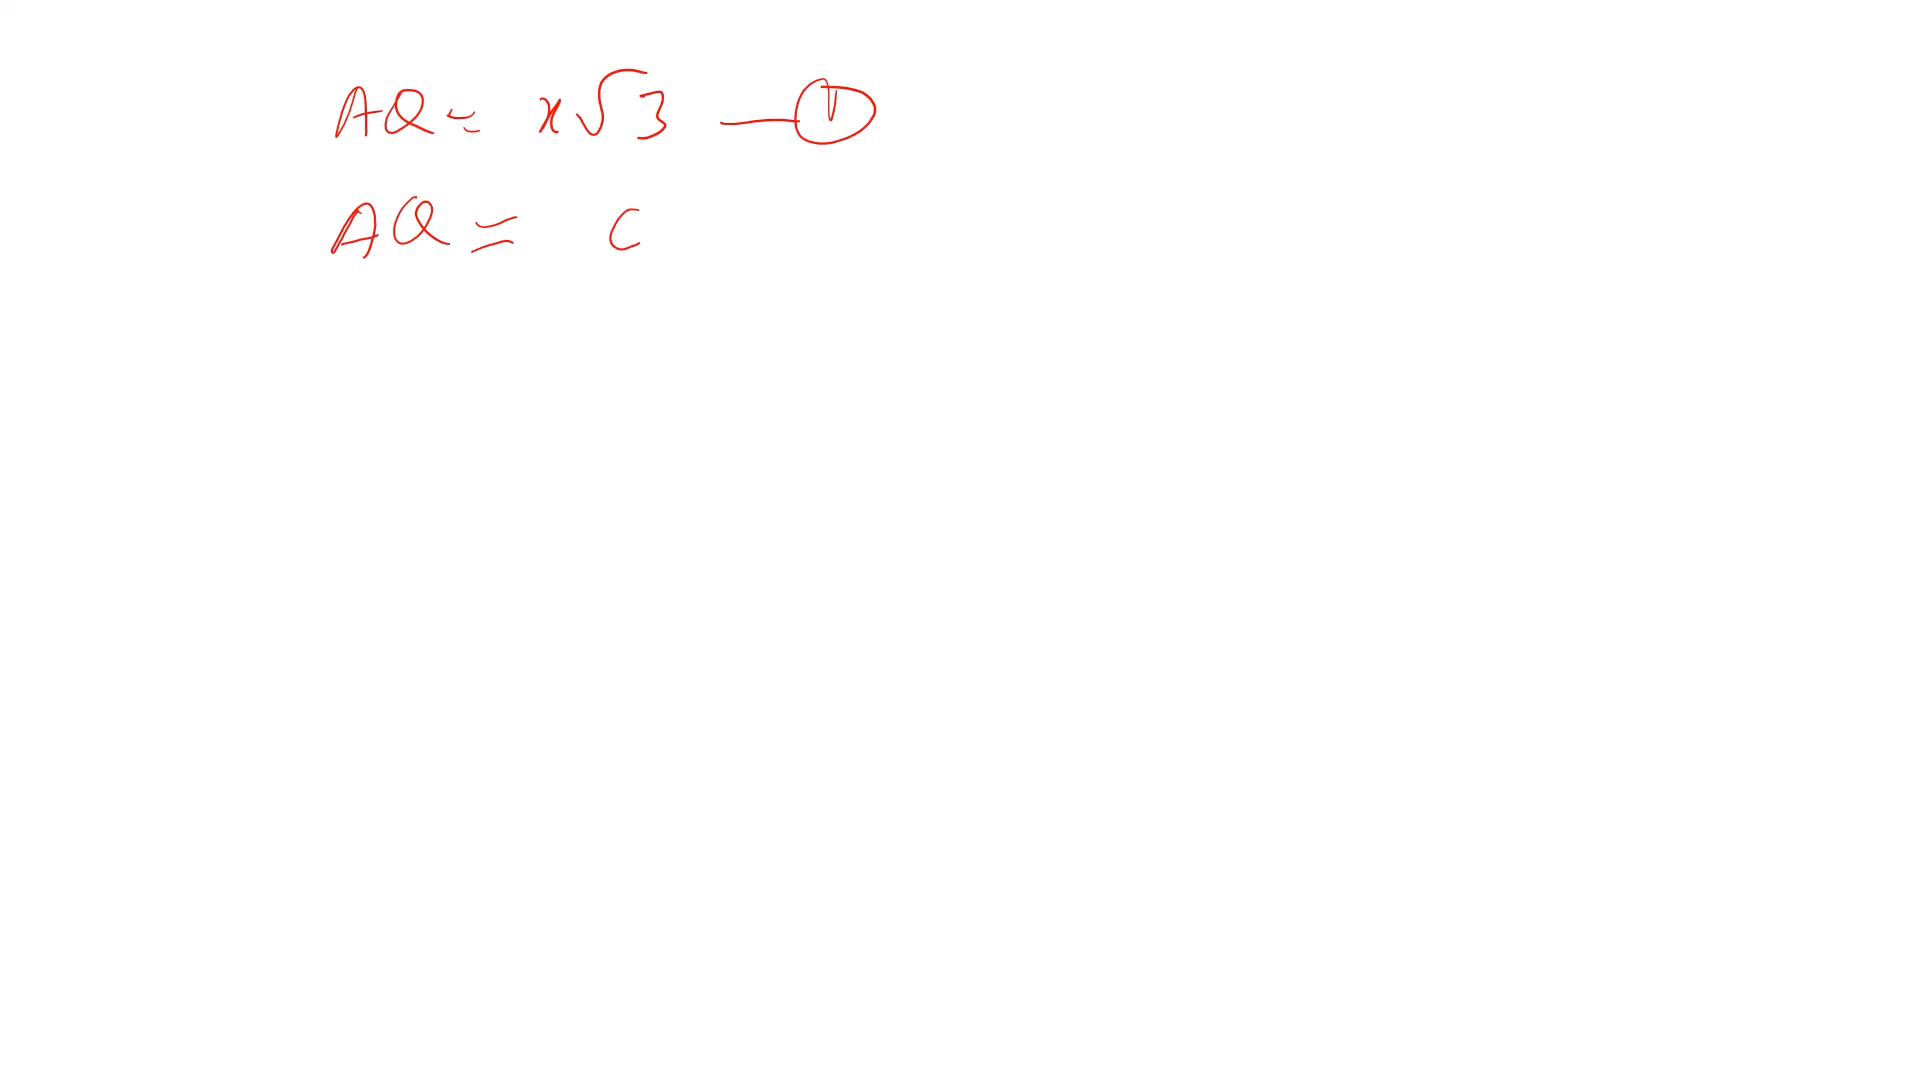 AQ = x√3 — ①
AQ = c